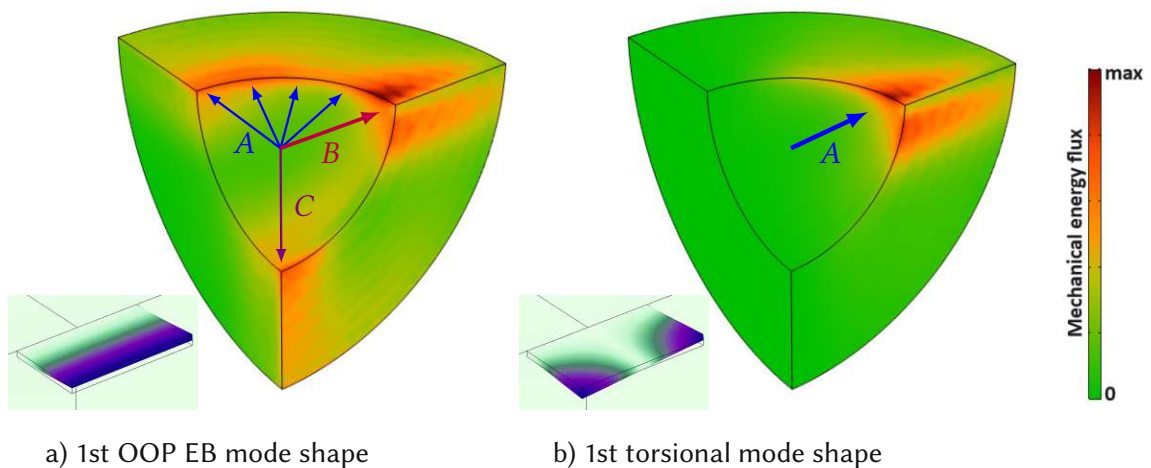 max
A
B
A
C
Mechanical energy flux
0
a) 1st OOP EB mode shape
b) 1st torsional mode shape